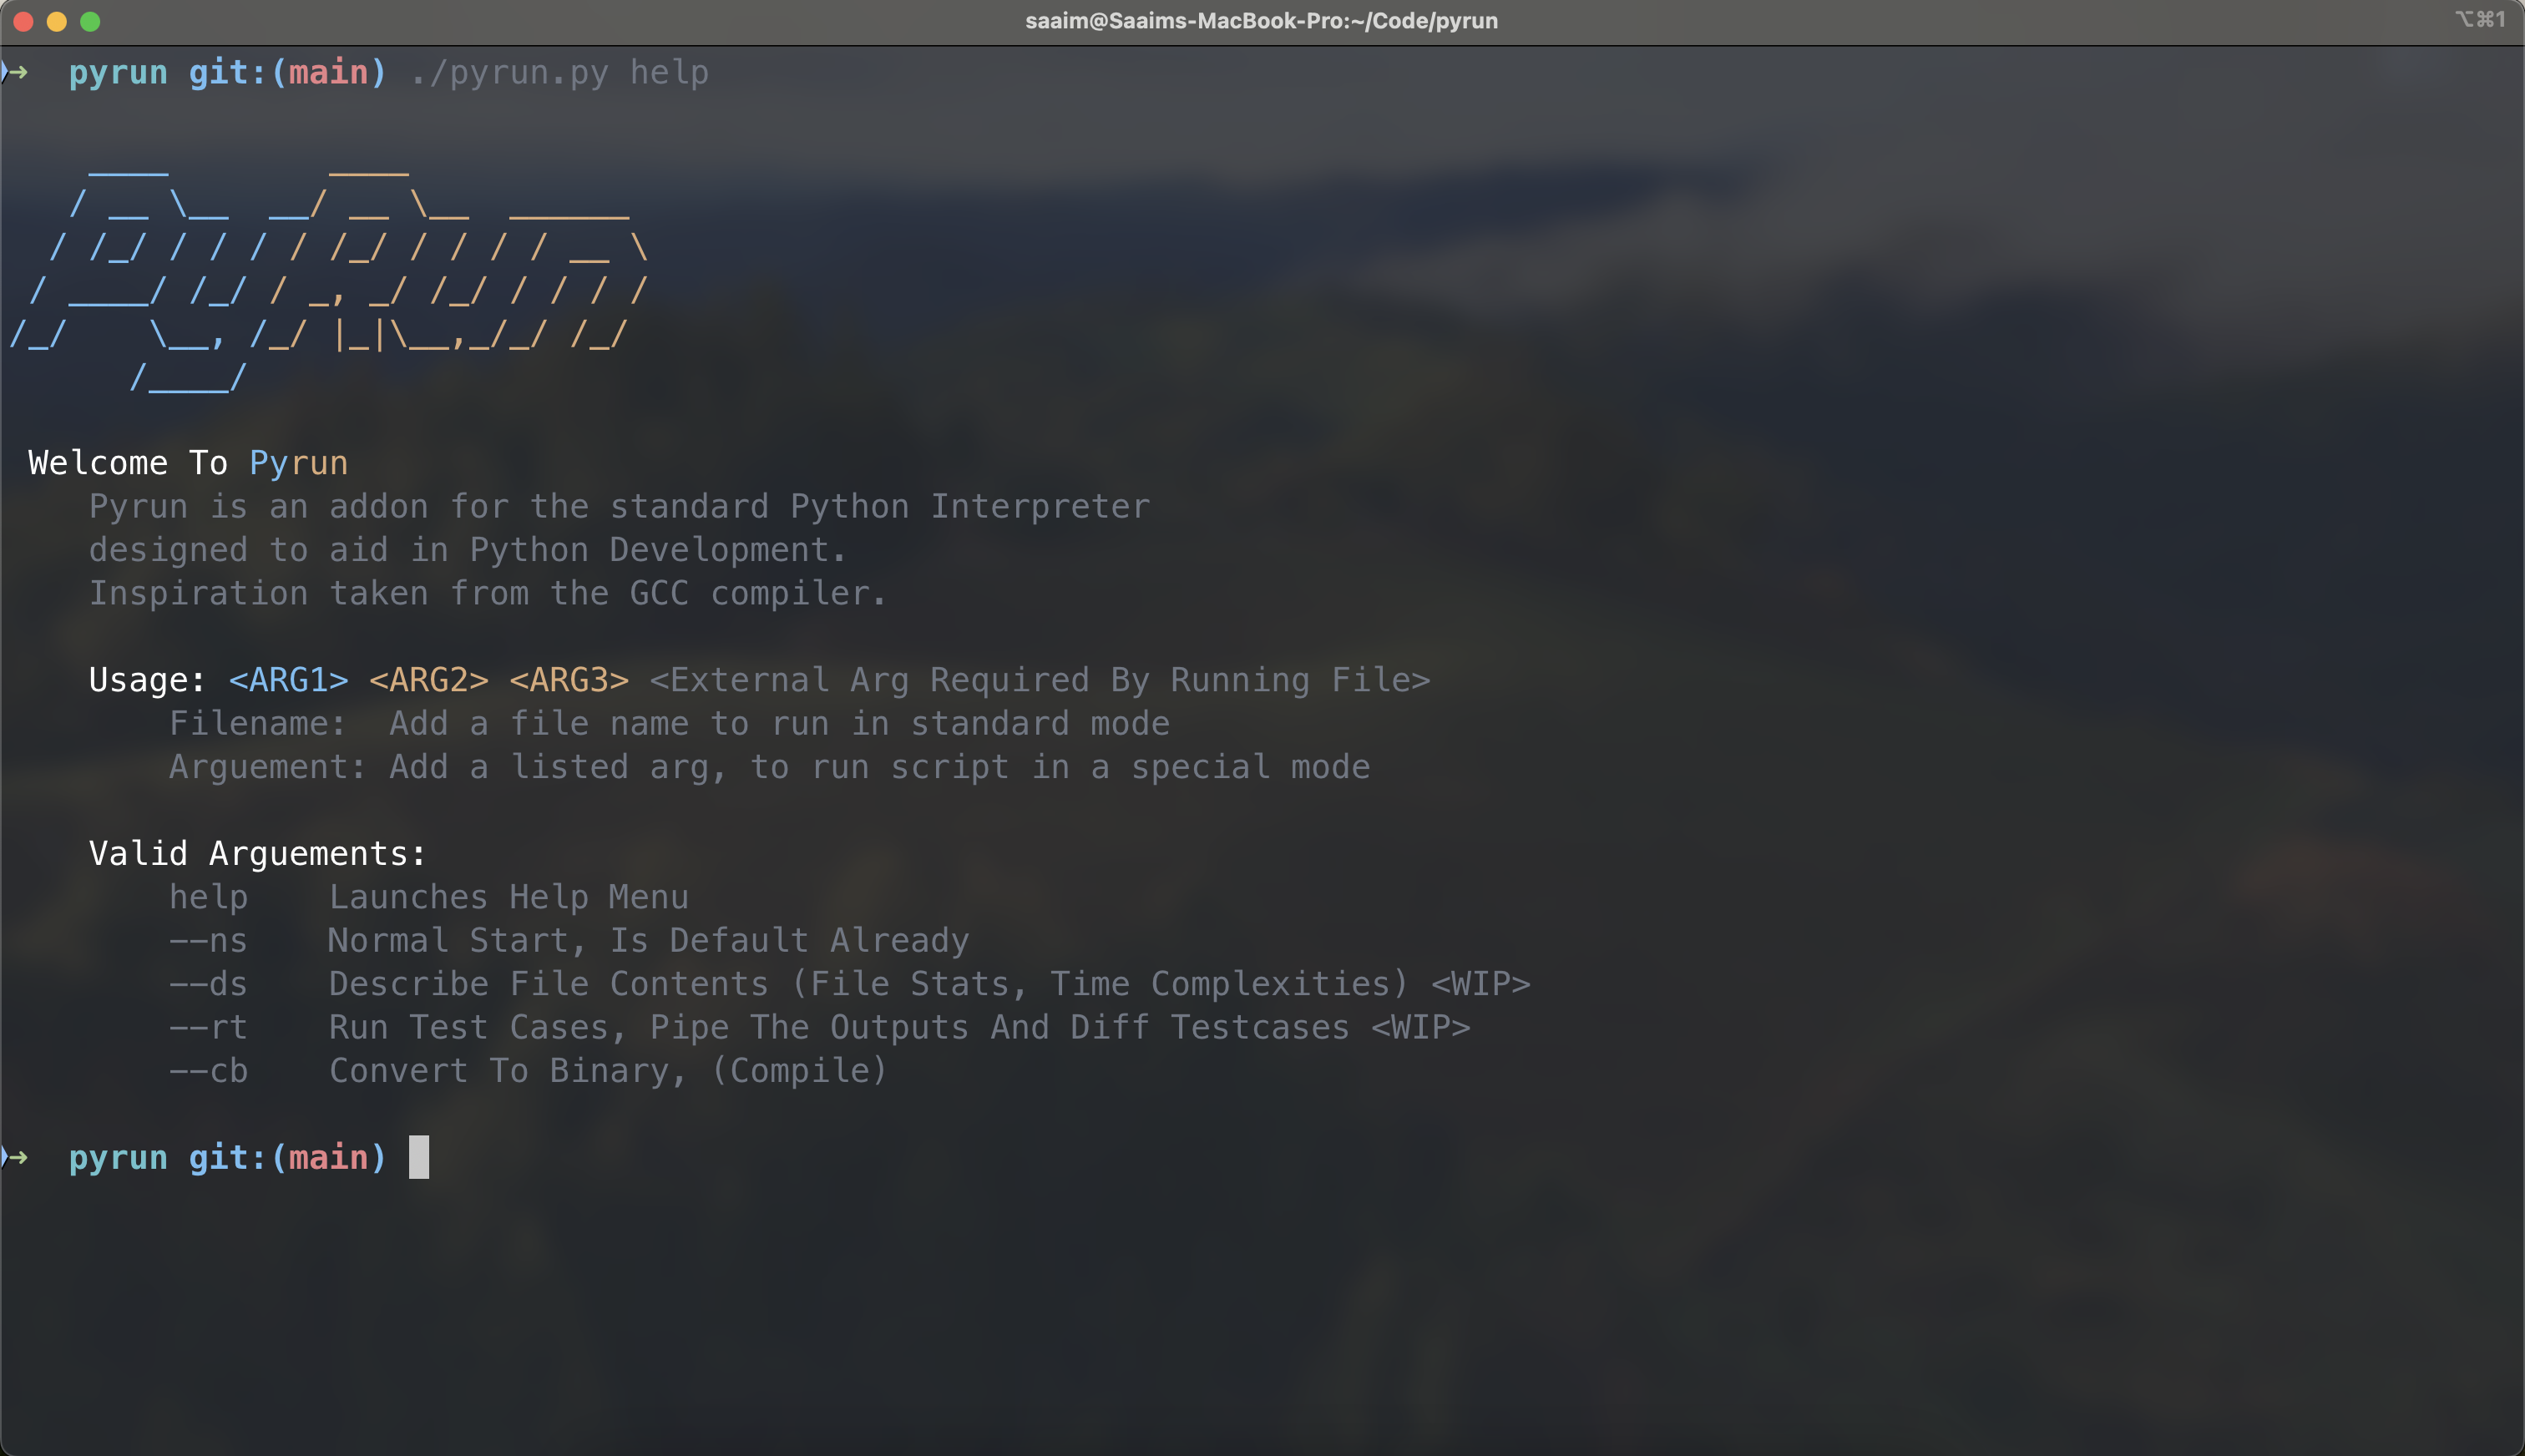 saaim@Saaims-MacBook-Pro:~/Code/pyrun ⌥⌘1
➜  pyrun git:(main) ./pyrun.py help
    ____        ____
   / __ \__  __/ __ \__  ______
  / /_/ / / / / /_/ / / / / __ \
 / ____/ /_/ / _, _/ /_/ / / / /
/_/    \__, /_/ |_|\__,_/_/ /_/
      /____/
Welcome To Pyrun
Pyrun is an addon for the standard Python Interpreter
designed to aid in Python Development.
Inspiration taken from the GCC compiler.
Usage: <ARG1> <ARG2> <ARG3> <External Arg Required By Running File>
Filename:  Add a file name to run in standard mode
Arguement: Add a listed arg, to run script in a special mode
Valid Arguements:
help    Launches Help Menu
--ns    Normal Start, Is Default Already
--ds    Describe File Contents (File Stats, Time Complexities) <WIP>
--rt    Run Test Cases, Pipe The Outputs And Diff Testcases <WIP>
--cb    Convert To Binary, (Compile)
➜  pyrun git:(main)